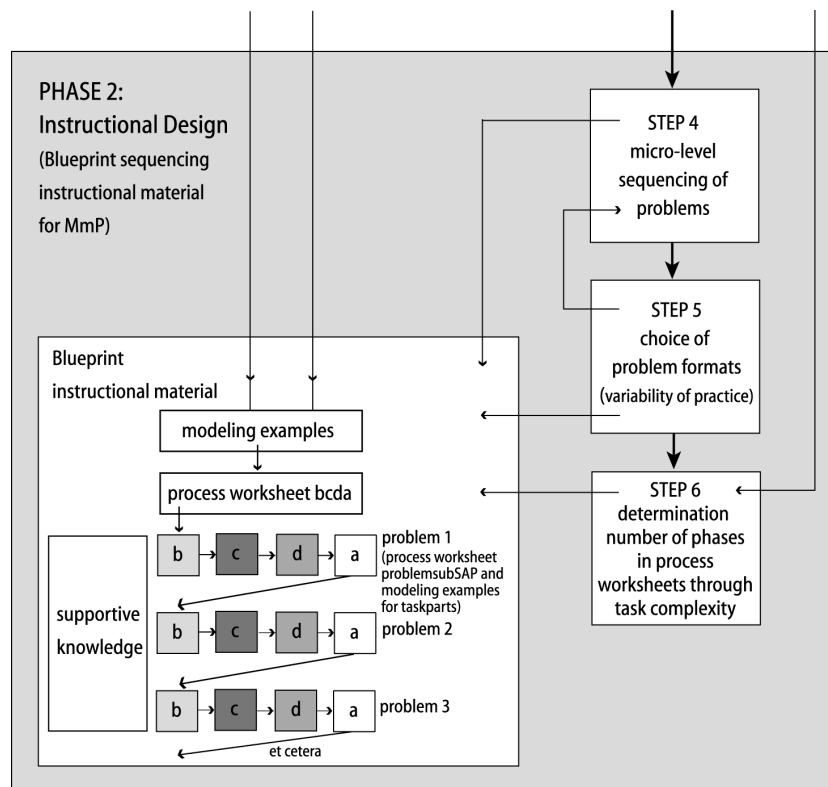 PHASE 2:
Instructional Design
(Blueprint sequencing
instructional material
for MmP)
STEP 4
micro-level
sequencing of
problems
STEP 5
choice of
problem formats
(variability of practice)
STEP 6
determination
number of phases
in process
worksheets through
task complexity
Blueprint
instructional material
modeling examples
process worksheet bcda
supportive
knowledge
b c d a
problem 1
(process worksheet
problemsubSAP and
modeling examples
for taskparts)
b c d a problem 2
b c d a problem 3
et cetera